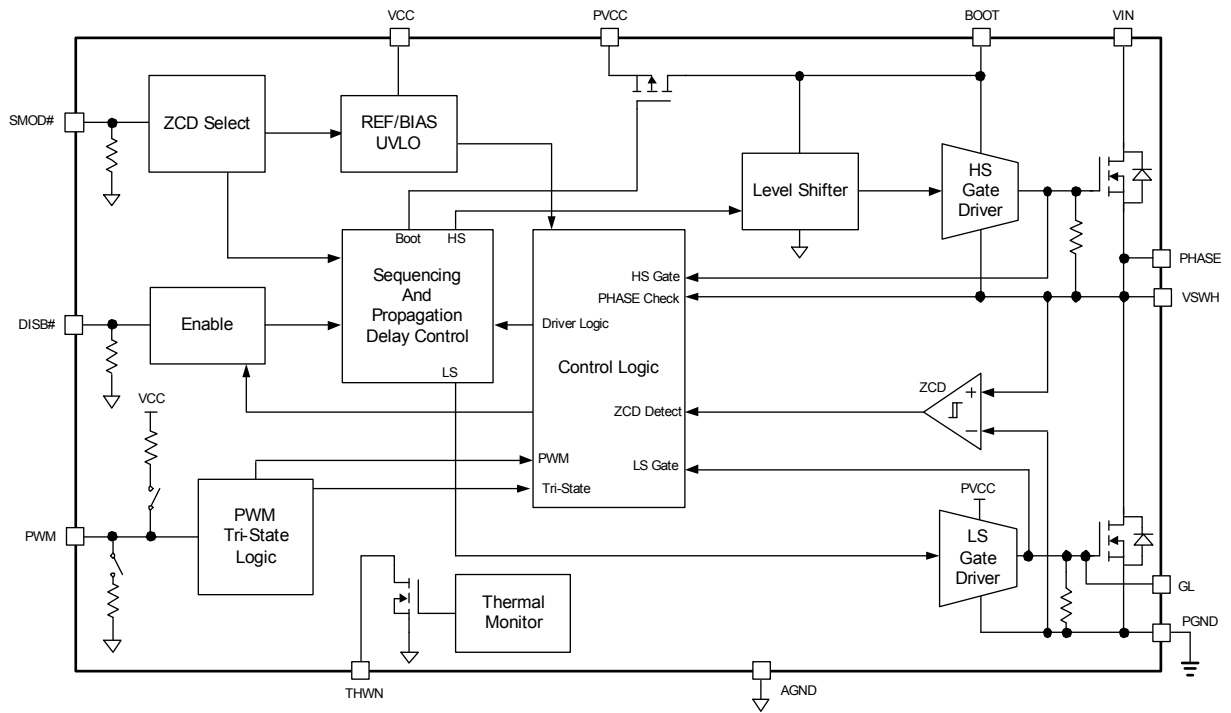 VCC
PVCC
BOOT
VIN
SMOD#
ZCD Select
REF/BIAS
UVLO
Level Shifter
HS
Gate
Driver
Boot
HS
Sequencing
And
Propagation
Delay Control
LS
HS Gate
PHASE Check
Driver Logic
Control Logic
ZCD Detect
LS Gate
PWM
Tri-State
PHASE
VSWH
DISB#
Enable
VCC
ZCD
+
−
PWM
PWM
Tri-State
Logic
PVCC
LS
Gate
Driver
GL
PGND
Thermal
Monitor
THWN
AGND